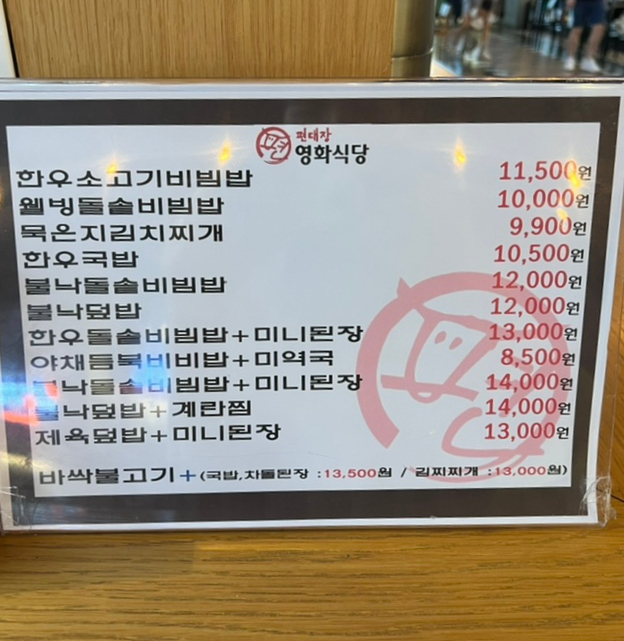 편대장
영화식당
한우소고기비빔밥 11,500원
웰빙돌솥비빔밥 10,000원
묵은지김치찌개 9,900원
한우국밥 10,500원
불낙돌솥비빔밥 12,000원
불낙덮밥 12,000원
한우돌솥비빔밥+미니된장 13,000원
야채듬북비비밥+미역국 8,500원
불낙돌솥비빔밥+미니된장 14,000원
불낙덮밥+계란찜 14,000원
제육덮밥+미니된장 13,000원
바싹불고기+(국밥,차돌된장 :13,500원 / 김찌찌개 :13,000원)